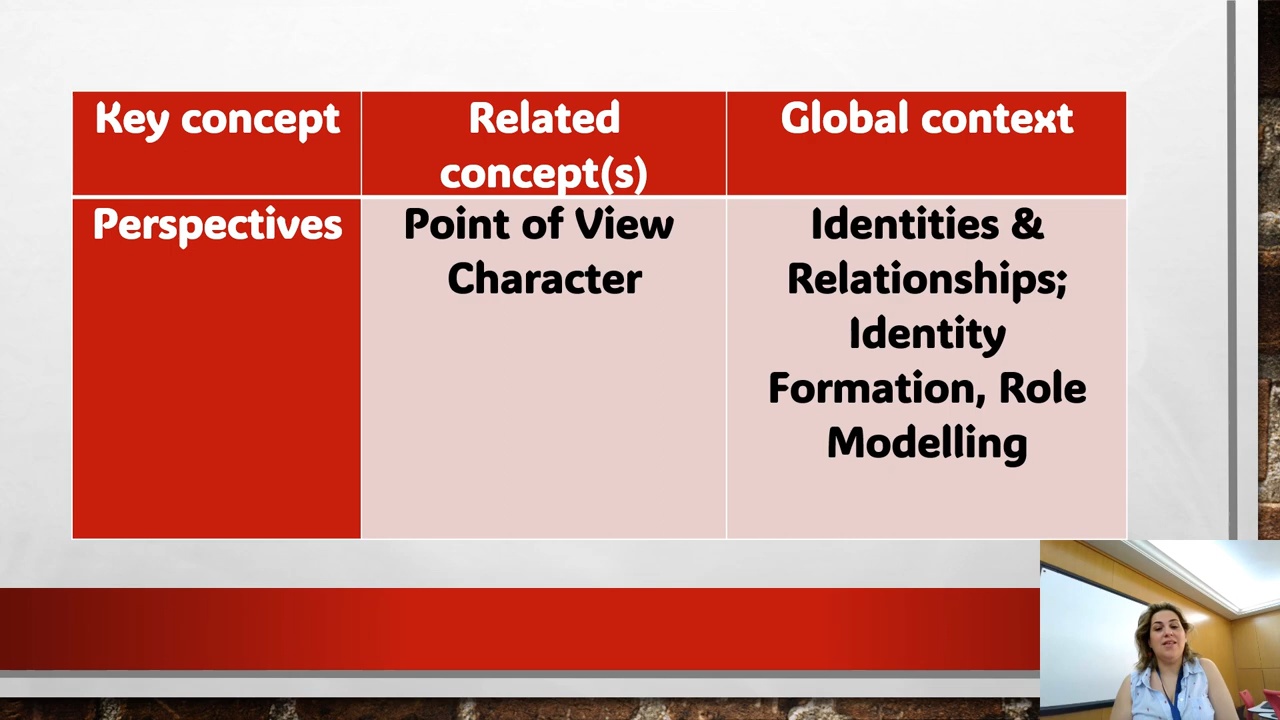 Key concept
Related
concept(s)
Global context
Perspectives
Point of View
Character
Identities &
Relationships;
Identity
Formation, Role
Modelling